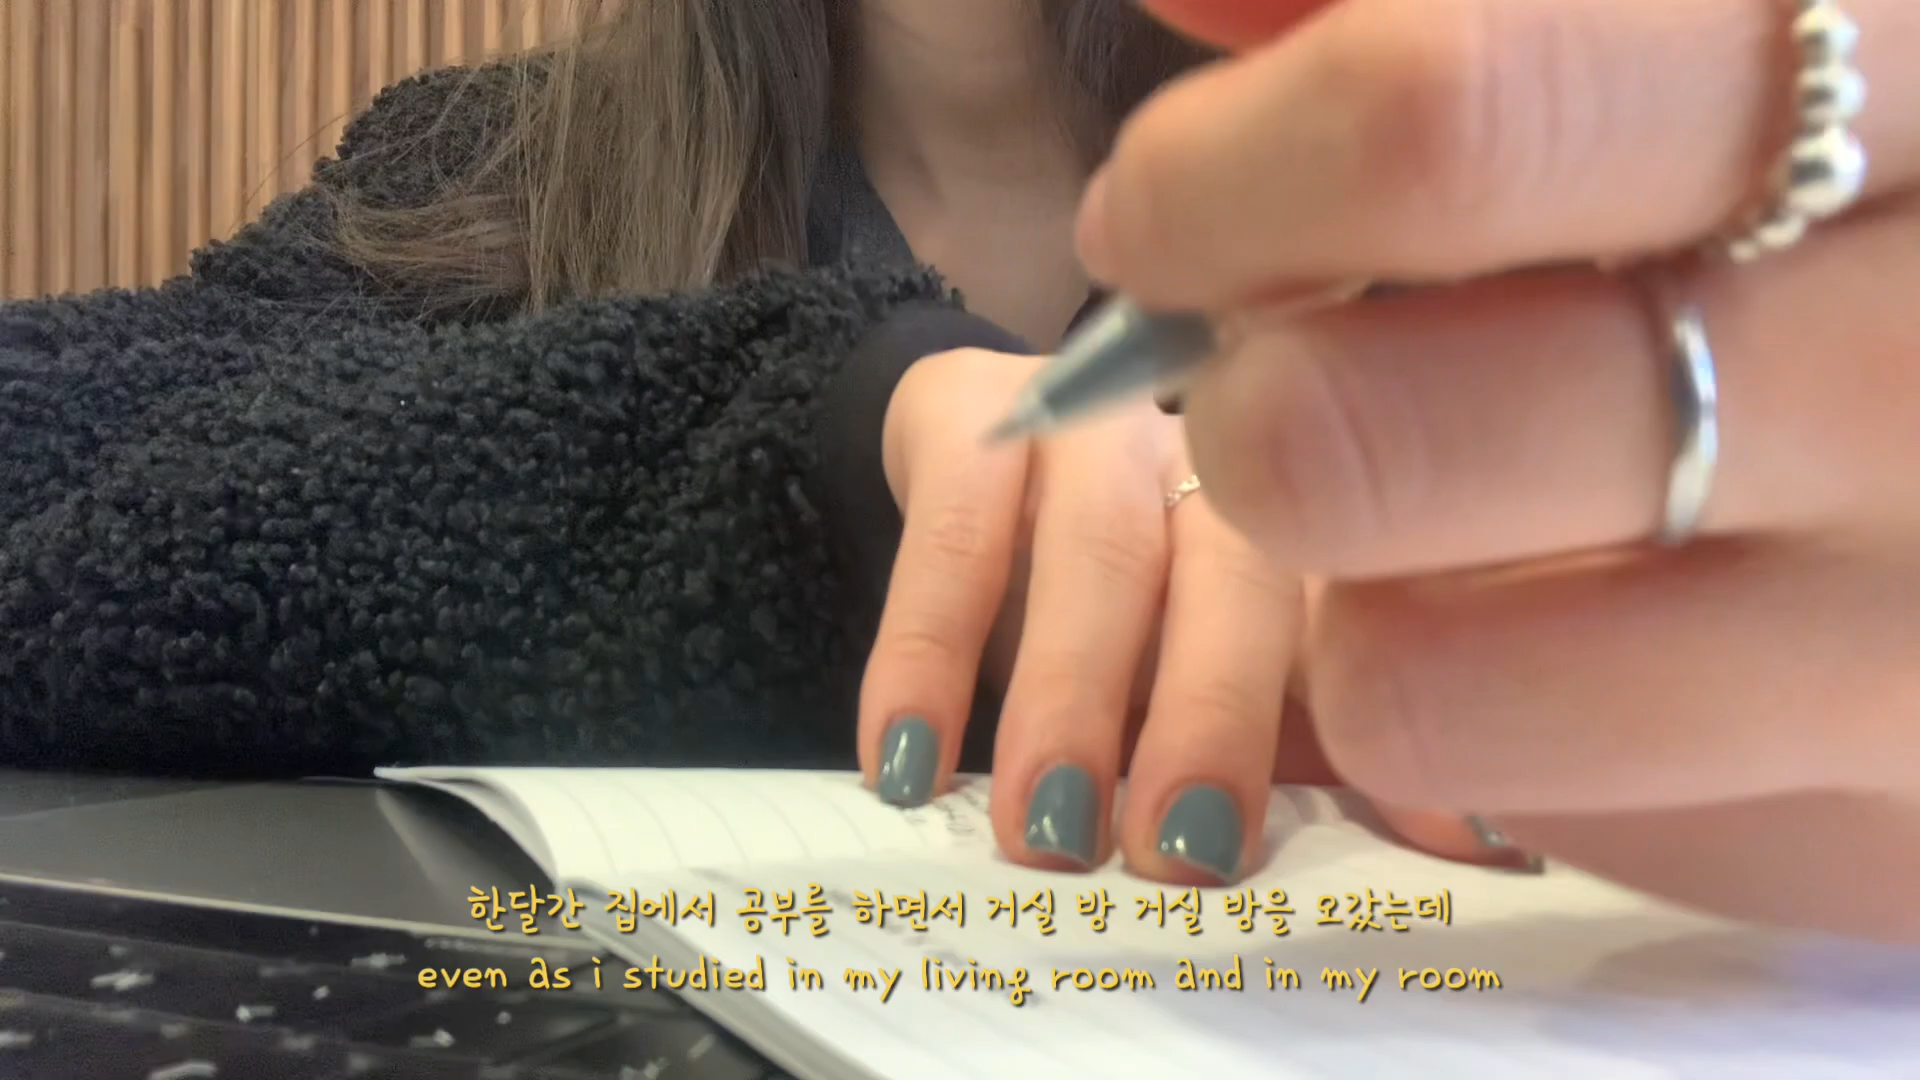 한달간 집에서 공부를 하면서 거실 방 거실 방을 오갔는데
even as i studied in my living room and in my room